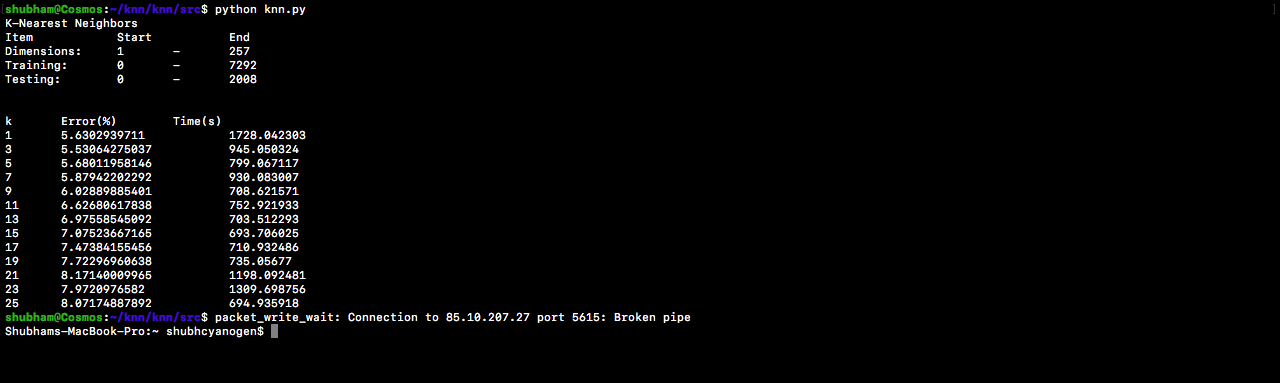 shubham@Cosmos:~/knn/knn/src$ python knn.py
K-Nearest Neighbors
Item Start End
Dimensions: 1 - 257
Training: 0 - 7292
Testing: 0 - 2008
k Error(%) Time(s)
1 5.6302939711 1728.042303
3 5.53064275037 945.050324
5 5.68011958146 799.067117
7 5.87942202292 930.083007
9 6.02889885401 708.621571
11 6.62680617838 752.921933
13 6.97558545092 703.512293
15 7.07523667165 693.706025
17 7.47384155456 710.932486
19 7.72296960638 735.05677
21 8.17140009965 1198.092481
23 7.9720976582 1309.698756
25 8.07174887892 694.935918
shubham@Cosmos:~/knn/knn/src$ packet_write_wait: Connection to 85.10.207.27 port 5615: Broken pipe
Shubhams-MacBook-Pro:~ shubhcyanogen$